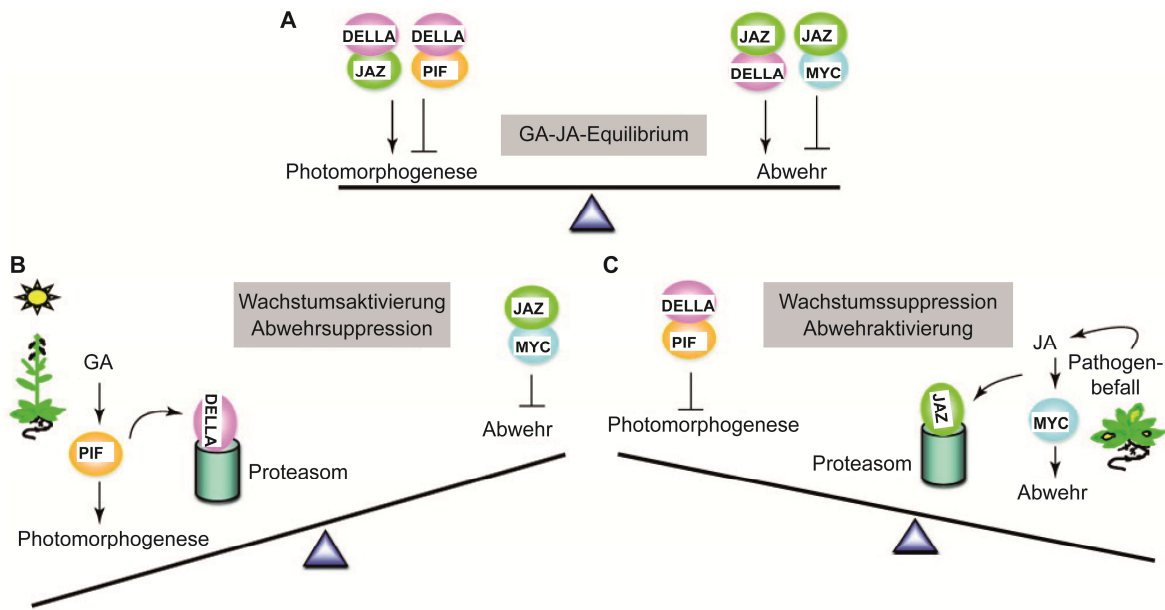 A
DELLA
JAZ
DELLA
PIF
JAZ
DELLA
JAZ
MYC
GA-JA-Equilibrium
Photomorphogenese
Abwehr
B
Wachstumsaktivierung
Abwehrsuppression
JAZ
MYC
GA
DELLA
PIF
Proteasom
Abwehr
Photomorphogenese
C
DELLA
PIF
Wachstumssuppression
Abwehraktivierung
JA
Pathogen-
befall
JAZ
MYC
Photomorphogenese
Proteasom
Abwehr